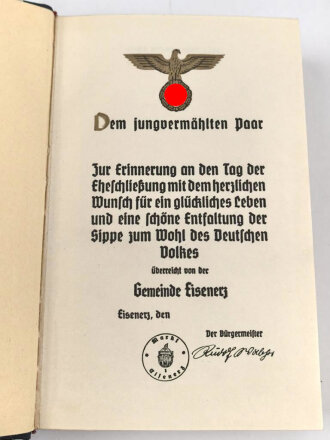 Dem jungvermählten Paar
Zur Erinnerung an den Tag der
Eheschließung mit dem herzlichen
Wunsch für ein glückliches Leben
und eine schöne Entfaltung der
Sippe zum Wohl des Deutschen
Volkes
überreicht von der
Gemeinde Eisenerz
Eisenerz, den
Der Bürgermeister
Markt
Eisenerz
Rudolf